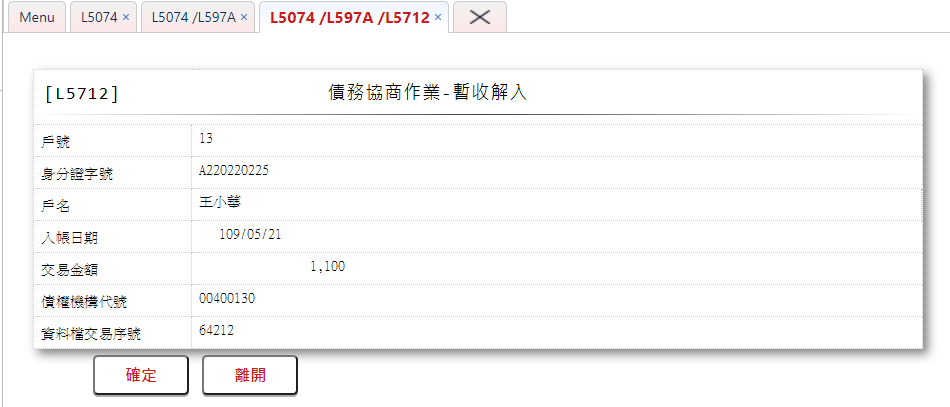 Menu L5074 × L5074 /L597A × L5074 /L597A /L5712 ×
[L5712] 債務協商作業-暫收解入
戶號 13
身分證字號 A220220225
戶名 王小華
入帳日期 109/05/21
交易金額 1,100
債權機構代號 00400130
資料檔交易序號 64212
確定 離開